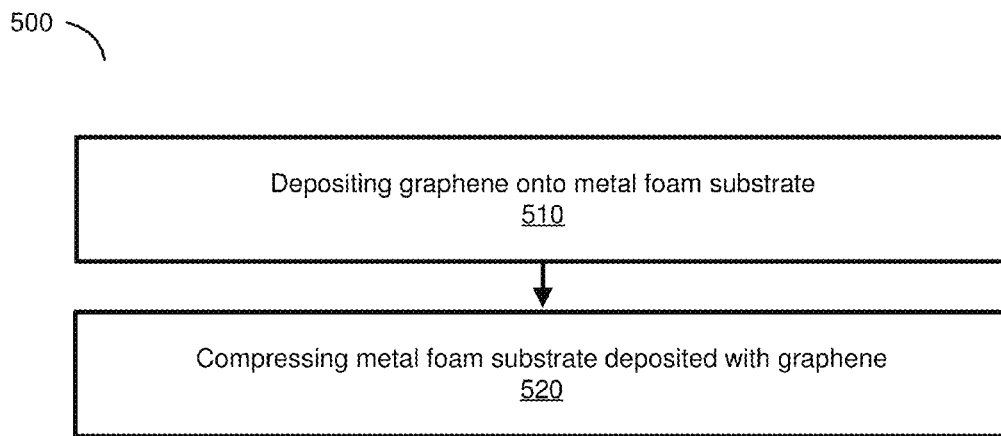 500
Depositing graphene onto metal foam substrate
510
Compressing metal foam substrate deposited with graphene
520